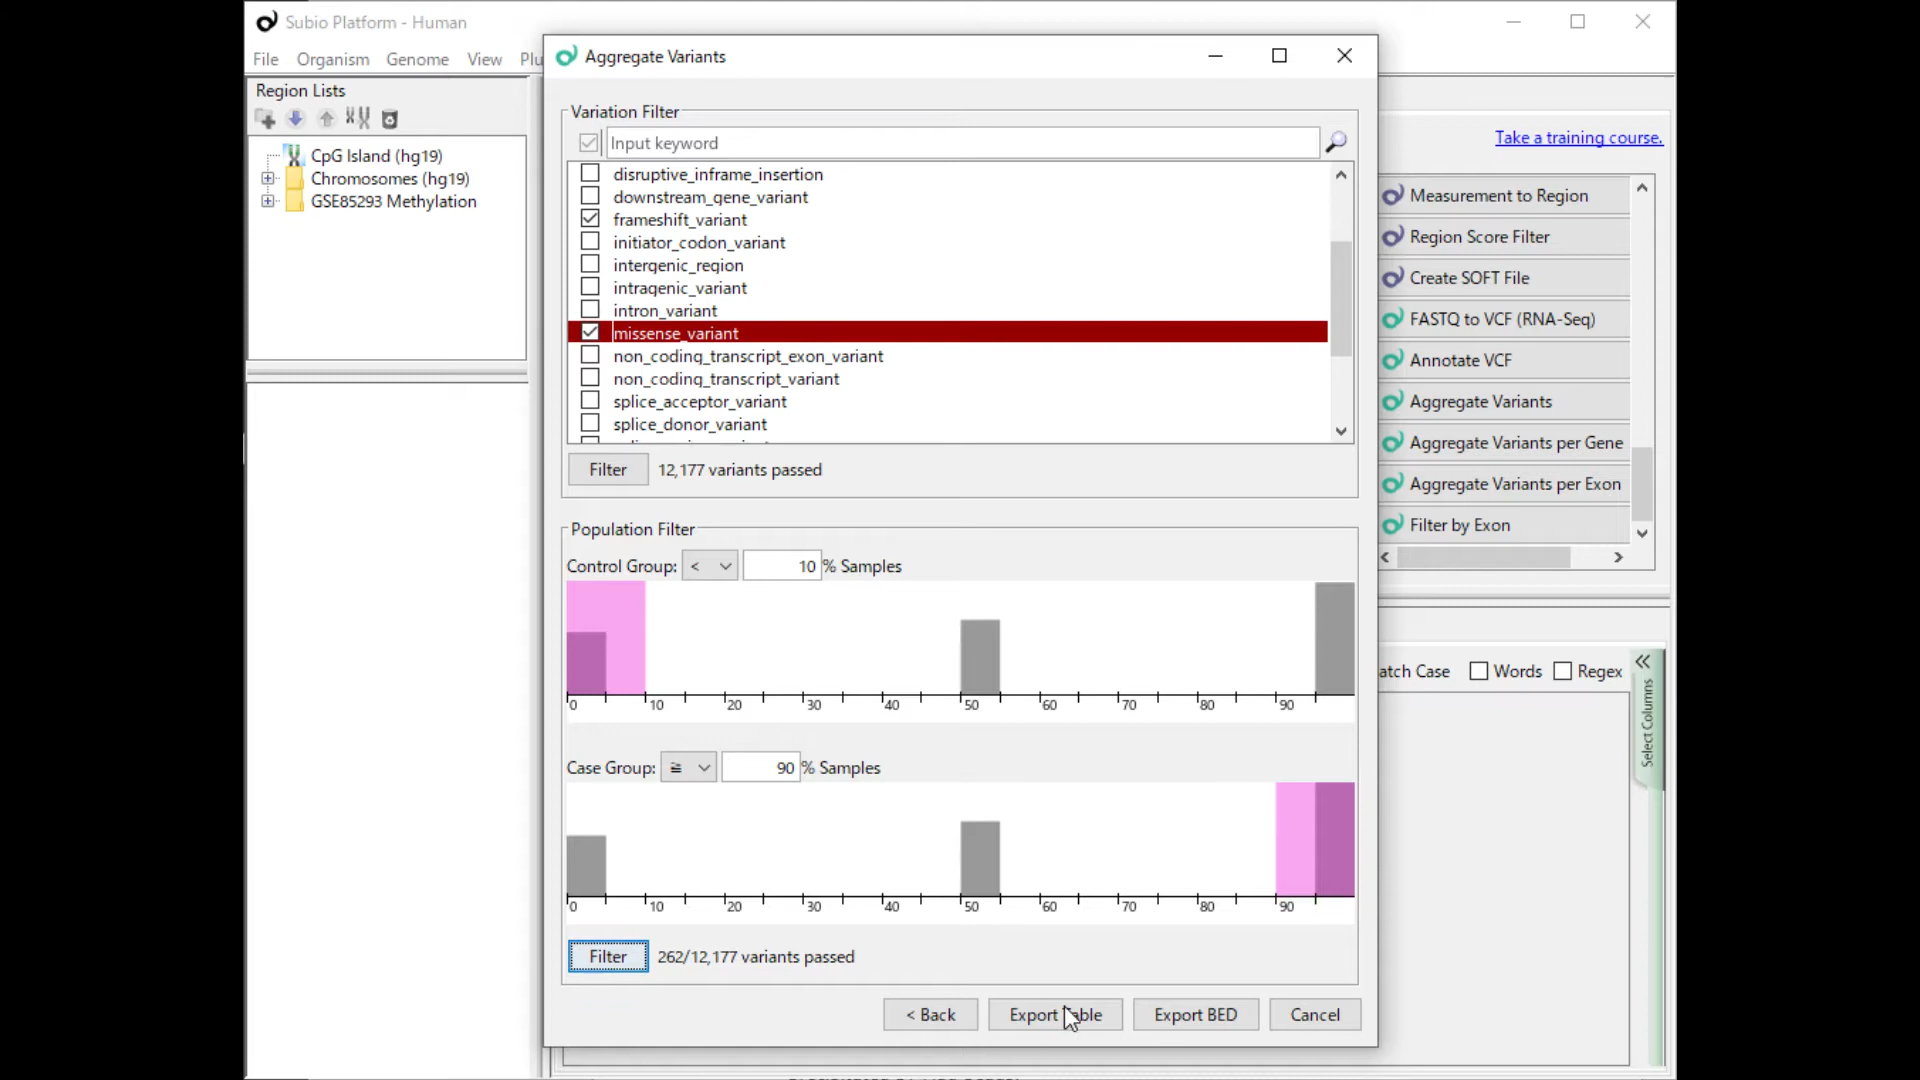 Subio Platform - Human
File Organism Genome View Plu
Region Lists
CpG Island (hg19)
Chromosomes (hg19)
GSE85293 Methylation
Aggregate Variants
Variation Filter
Input keyword
disruptive_inframe_insertion
downstream_gene_variant
frameshift_variant
initiator_codon_variant
intergenic_region
intragenic_variant
intron_variant
missense_variant
non_coding_transcript_exon_variant
non_coding_transcript_variant
splice_acceptor_variant
splice_donor_variant
Filter 12,177 variants passed
Population Filter
Control Group: < 10 % Samples
0 10 20 30 40 50 60 70 80 90
Case Group: ≧ 90 % Samples
0 10 20 30 40 50 60 70 80 90
Filter 262/12,177 variants passed
< Back Export Table Export BED Cancel
Take a training course.
Measurement to Region
Region Score Filter
Create SOFT File
FASTQ to VCF (RNA-Seq)
Annotate VCF
Aggregate Variants
Aggregate Variants per Gene
Aggregate Variants per Exon
Filter by Exon
atch Case Words Regex
Select Columns